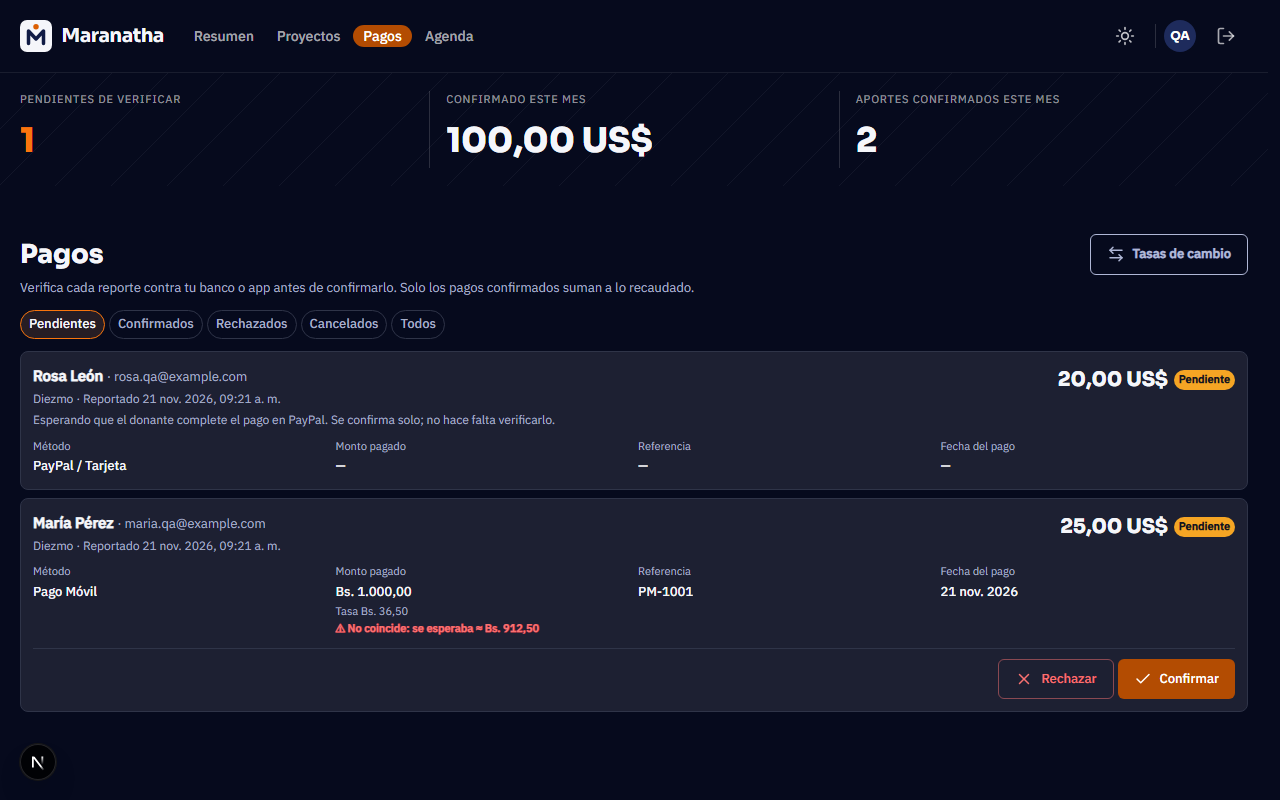 Maranatha Resumen Proyectos Pagos Agenda QA
PENDIENTES DE VERIFICAR CONFIRMADO ESTE MES APORTES CONFIRMADOS ESTE MES
1 100,00 US$ 2
Pagos
Tasas de cambio
Verifica cada reporte contra tu banco o app antes de confirmarlo. Solo los pagos confirmados suman a lo recaudado.
Pendientes Confirmados Rechazados Cancelados Todos
Rosa León · rosa.qa@example.com 20,00 US$ Pendiente
Diezmo · Reportado 21 nov. 2026, 09:21 a. m.
Esperando que el donante complete el pago en PayPal. Se confirma solo; no hace falta verificarlo.
Método Monto pagado Referencia Fecha del pago
PayPal / Tarjeta — — —
María Pérez · maria.qa@example.com 25,00 US$ Pendiente
Diezmo · Reportado 21 nov. 2026, 09:21 a. m.
Método Monto pagado Referencia Fecha del pago
Pago Móvil Bs. 1.000,00 PM-1001 21 nov. 2026
Tasa Bs. 36,50
⚠ No coincide: se esperaba ≈ Bs. 912,50
Rechazar Confirmar
N